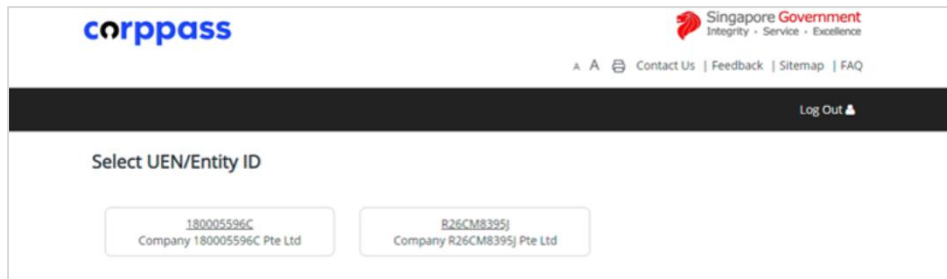 corppass
Singapore Government
Integrity · Service · Excellence
A A Contact Us | Feedback | Sitemap | FAQ
Log Out
Select UEN/Entity ID
180005596C R26CM8395J
Company 180005596C Pte Ltd Company R26CM8395J Pte Ltd